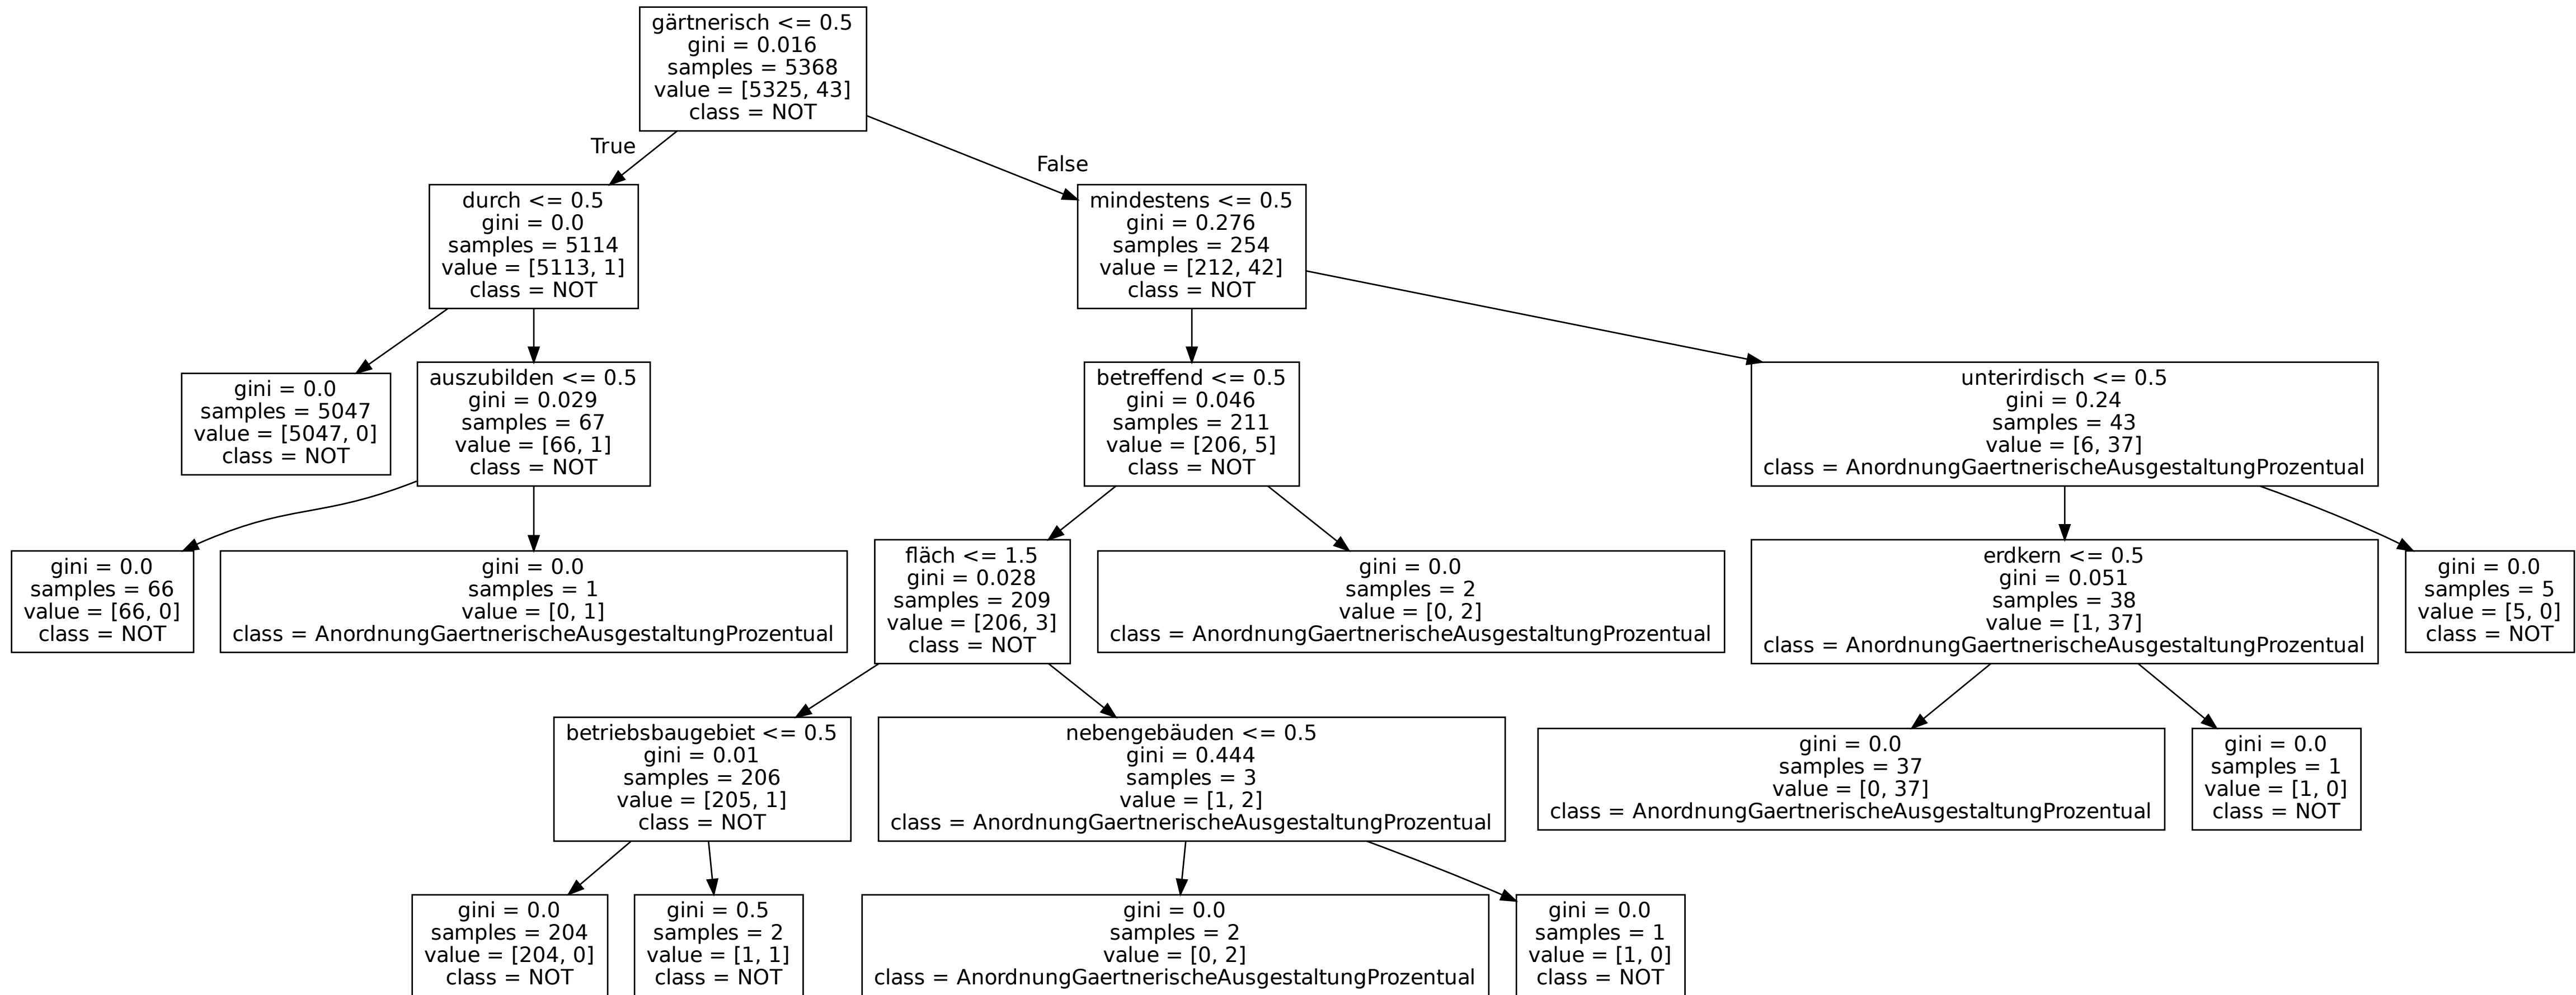 gärtnerisch <= 0.5
gini = 0.016
samples = 5368
value = [5325, 43]
class = NOT
True
False
durch <= 0.5
gini = 0.0
samples = 5114
value = [5113, 1]
class = NOT
mindestens <= 0.5
gini = 0.276
samples = 254
value = [212, 42]
class = NOT
gini = 0.0
samples = 5047
value = [5047, 0]
class = NOT
auszubilden <= 0.5
gini = 0.029
samples = 67
value = [66, 1]
class = NOT
betreffend <= 0.5
gini = 0.046
samples = 211
value = [206, 5]
class = NOT
unterirdisch <= 0.5
gini = 0.24
samples = 43
value = [6, 37]
class = AnordnungGaertnerischeAusgestaltungProzentual
gini = 0.0
samples = 66
value = [66, 0]
class = NOT
gini = 0.0
samples = 1
value = [0, 1]
class = AnordnungGaertnerischeAusgestaltungProzentual
fläch <= 1.5
gini = 0.028
samples = 209
value = [206, 3]
class = NOT
gini = 0.0
samples = 2
value = [0, 2]
class = AnordnungGaertnerischeAusgestaltungProzentual
erdkern <= 0.5
gini = 0.051
samples = 38
value = [1, 37]
class = AnordnungGaertnerischeAusgestaltungProzentual
gini = 0.0
samples = 5
value = [5, 0]
class = NOT
betriebsbaugebiet <= 0.5
gini = 0.01
samples = 206
value = [205, 1]
class = NOT
nebengebäuden <= 0.5
gini = 0.444
samples = 3
value = [1, 2]
class = AnordnungGaertnerischeAusgestaltungProzentual
gini = 0.0
samples = 37
value = [0, 37]
class = AnordnungGaertnerischeAusgestaltungProzentual
gini = 0.0
samples = 1
value = [1, 0]
class = NOT
gini = 0.0
samples = 204
value = [204, 0]
class = NOT
gini = 0.5
samples = 2
value = [1, 1]
class = NOT
gini = 0.0
samples = 2
value = [0, 2]
class = AnordnungGaertnerischeAusgestaltungProzentual
gini = 0.0
samples = 1
value = [1, 0]
class = NOT